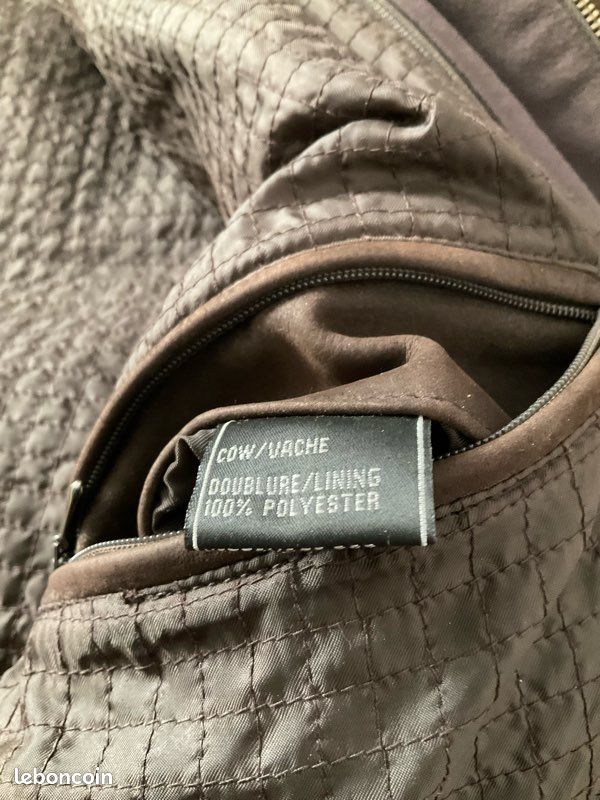 COW/VACHE
DOUBLURE/LINING
100% POLYESTER
leboncoin